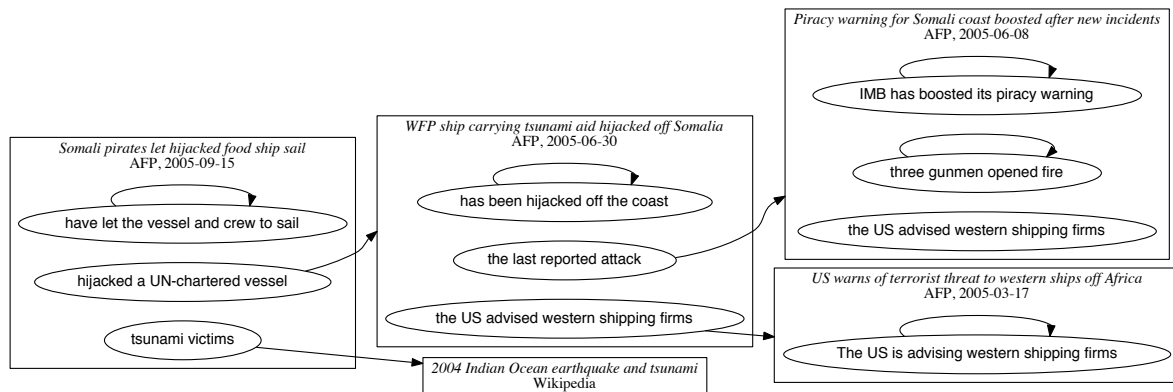 Somali pirates let hijacked food ship sail
AFP, 2005-09-15
have let the vessel and crew to sail
hijacked a UN-chartered vessel
tsunami victims
WFP ship carrying tsunami aid hijacked off Somalia
AFP, 2005-06-30
has been hijacked off the coast
the last reported attack
the US advised western shipping firms
2004 Indian Ocean earthquake and tsunami
Wikipedia
Piracy warning for Somali coast boosted after new incidents
AFP, 2005-06-08
IMB has boosted its piracy warning
three gunmen opened fire
the US advised western shipping firms
US warns of terrorist threat to western ships off Africa
AFP, 2005-03-17
The US is advising western shipping firms